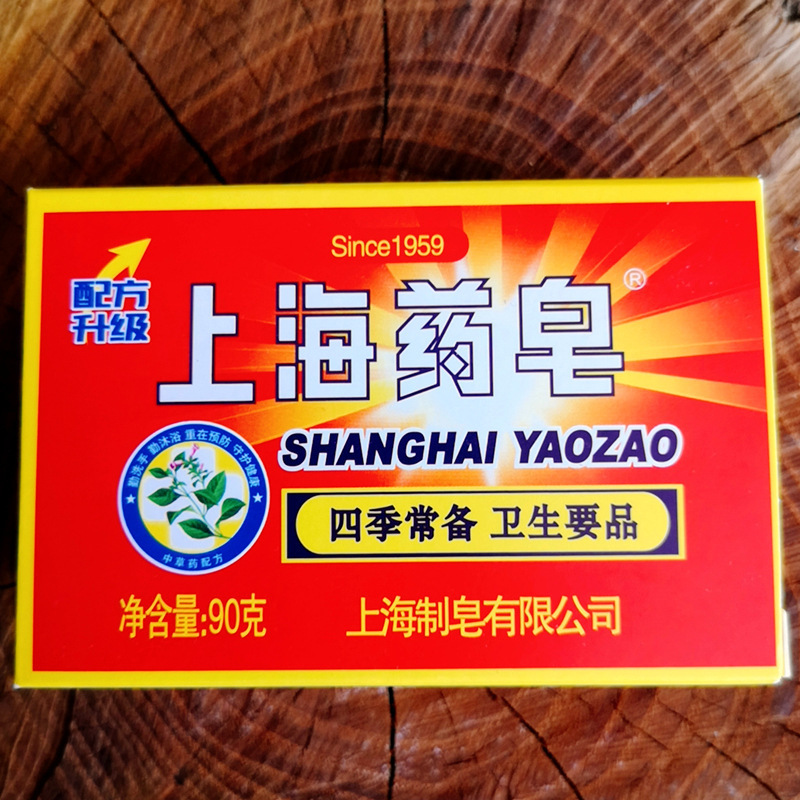 Since1959
配方
升级
上海药皂®
SHANGHAI YAOZAO
勤洗手 勤沐浴 重在预防 守护健康
中草药配方
四季常备 卫生要品
净含量:90克
上海制皂有限公司